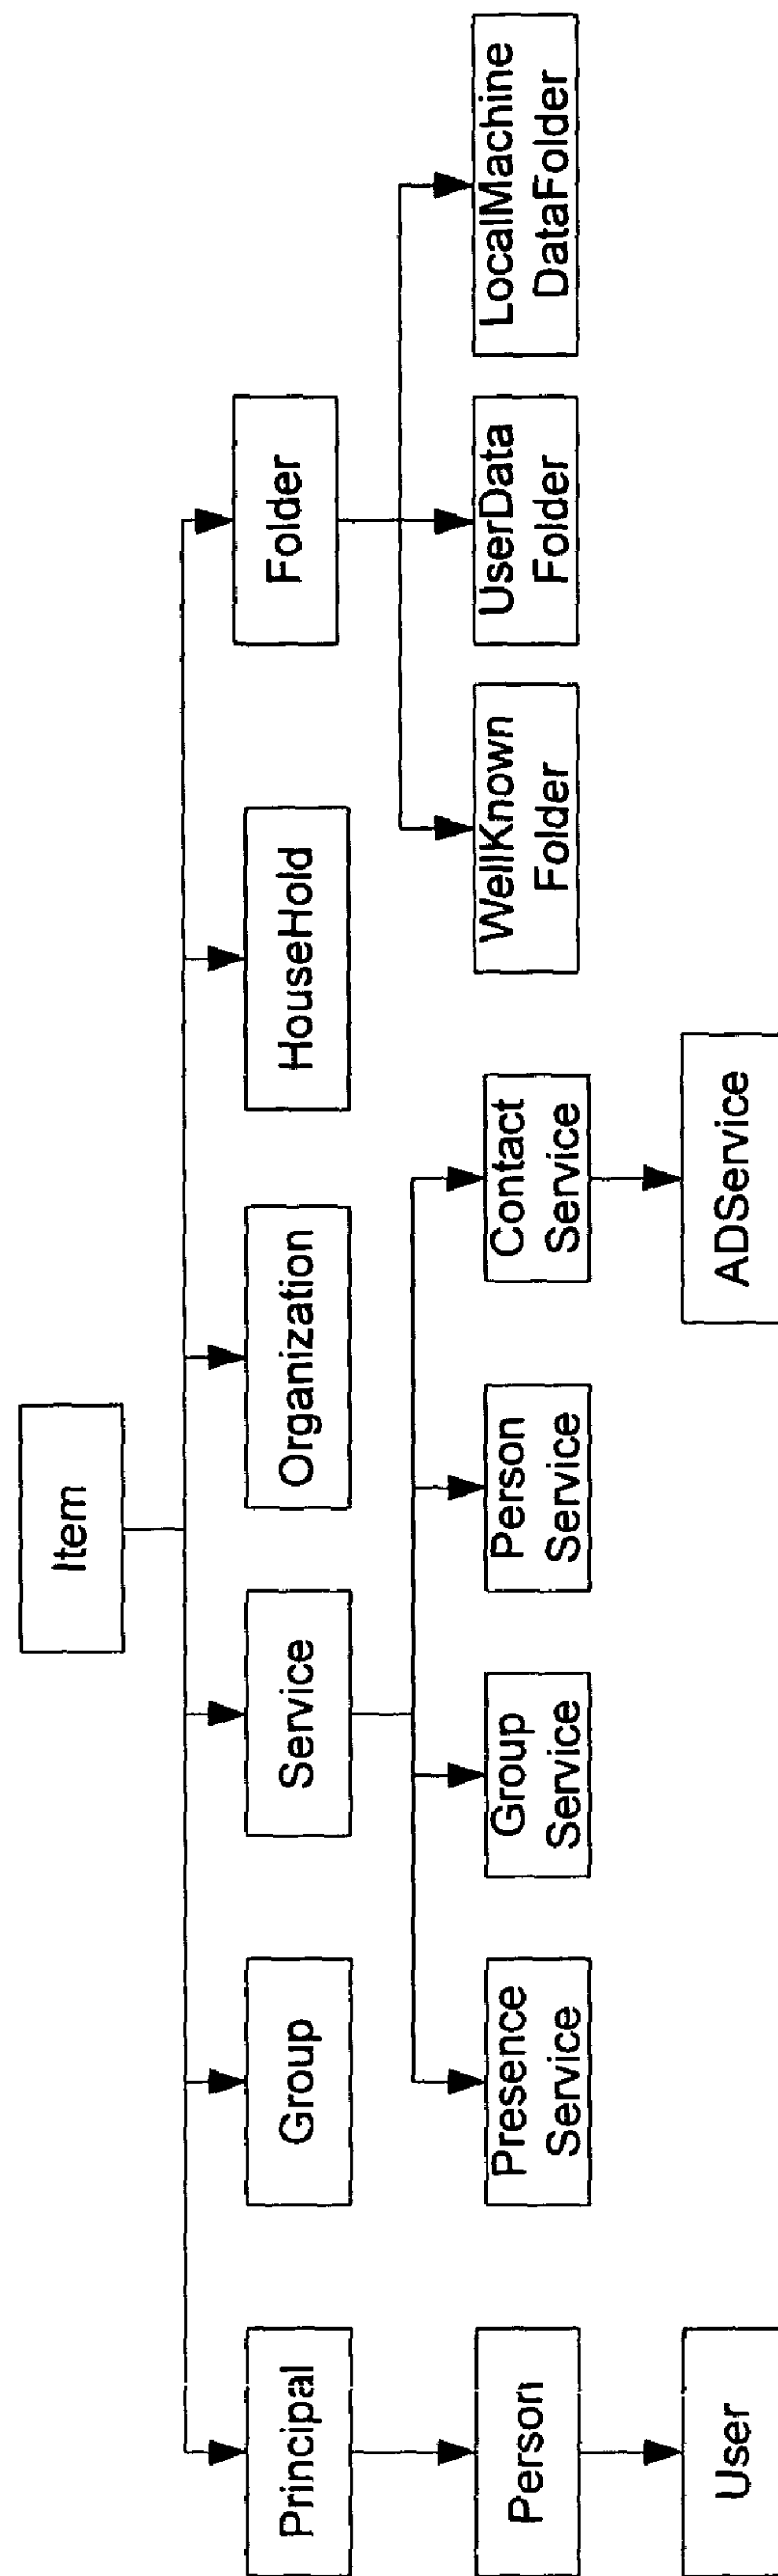 Item
Principal
Group
Service
Organization
HouseHold
Folder
Person
Presence
Service
Group
Service
Person
Service
Contact
Service
WellKnown
Folder
UserData
Folder
LocalMachine
DataFolder
User
ADService